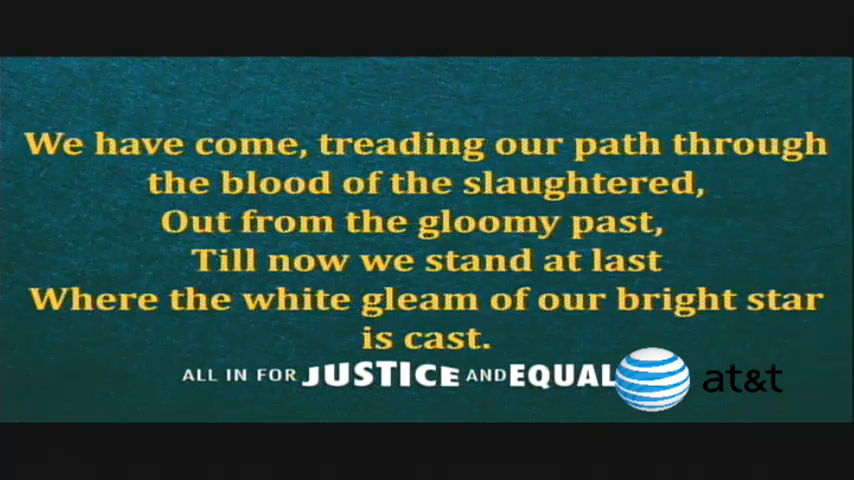 We have come, treading our path through
the blood of the slaughtered,
Out from the gloomy past,
Till now we stand at last
Where the white gleam of our bright star
is cast.
ALL IN FOR JUSTICE AND EQUAL
at&t